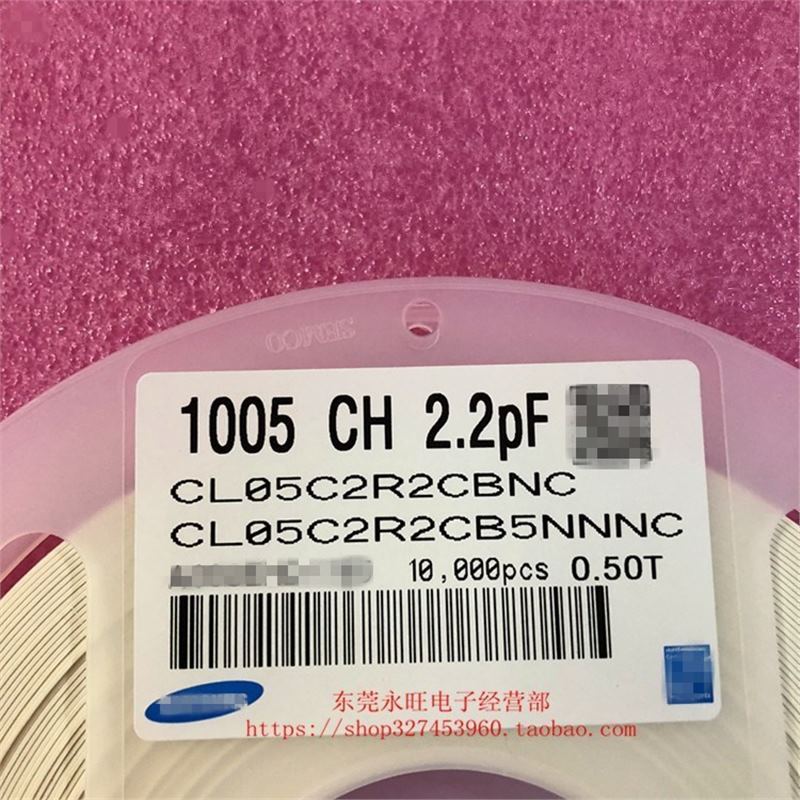 1005 CH 2.2pF
CL05C2R2CBNC
CL05C2R2CB5NNNC
10,000pcs 0.50T
东莞永旺电子经营部
https://shop327453960.taobao.com